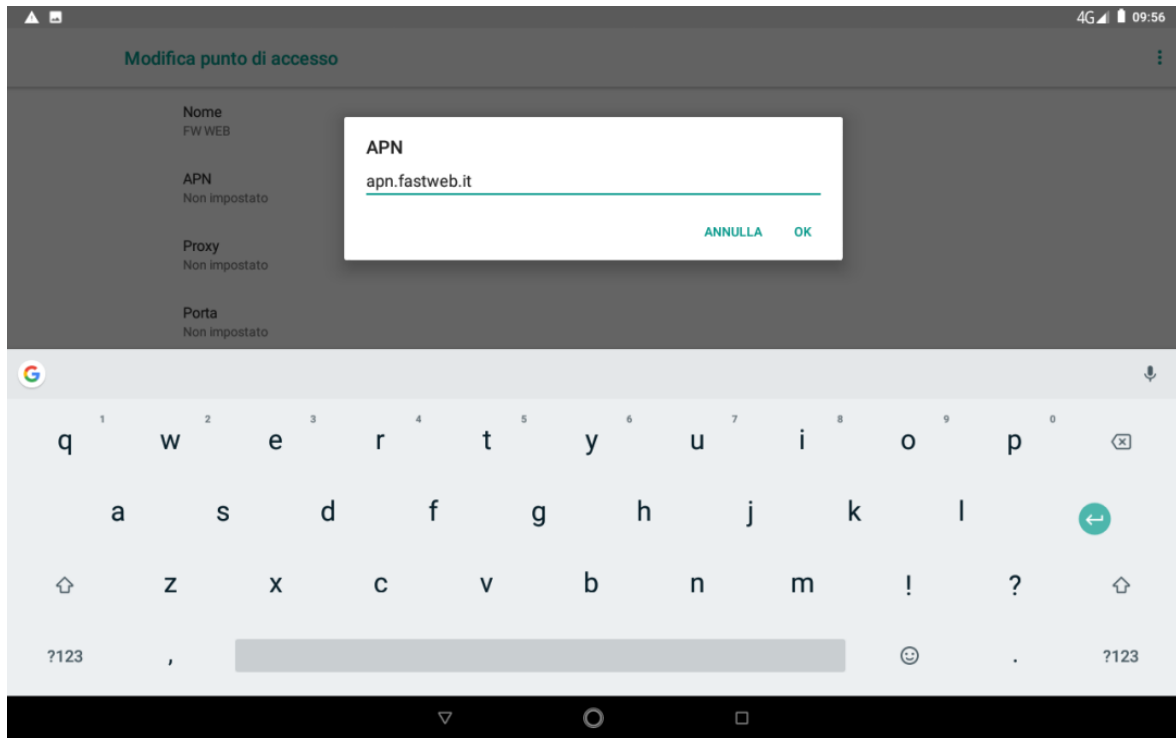 4G 09:56
Modifica punto di accesso
Nome
FW WEB
APN
Non impostato
Proxy
Non impostato
Porta
Non impostato
APN
apn.fastweb.it
ANNULLA OK
G
1 2 3 4 5 6 7 8 9 0
q w e r t y u i o p
a s d f g h j k l
z x c v b n m ! ?
?123 , . ?123